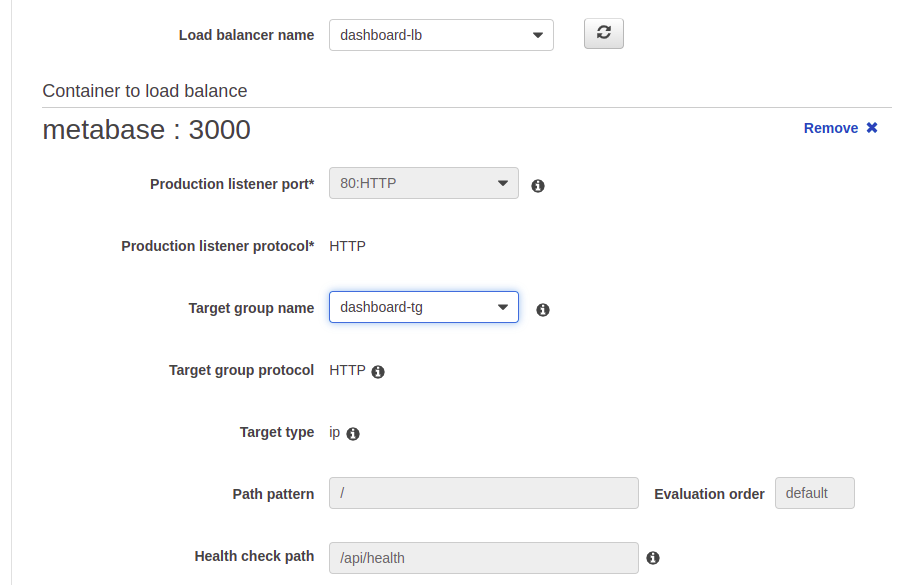 Load balancer name dashboard-lb
Container to load balance
metabase : 3000 Remove
Production listener port* 80:HTTP
Production listener protocol* HTTP
Target group name dashboard-tg
Target group protocol HTTP
Target type ip
Path pattern / Evaluation order default
Health check path /api/health